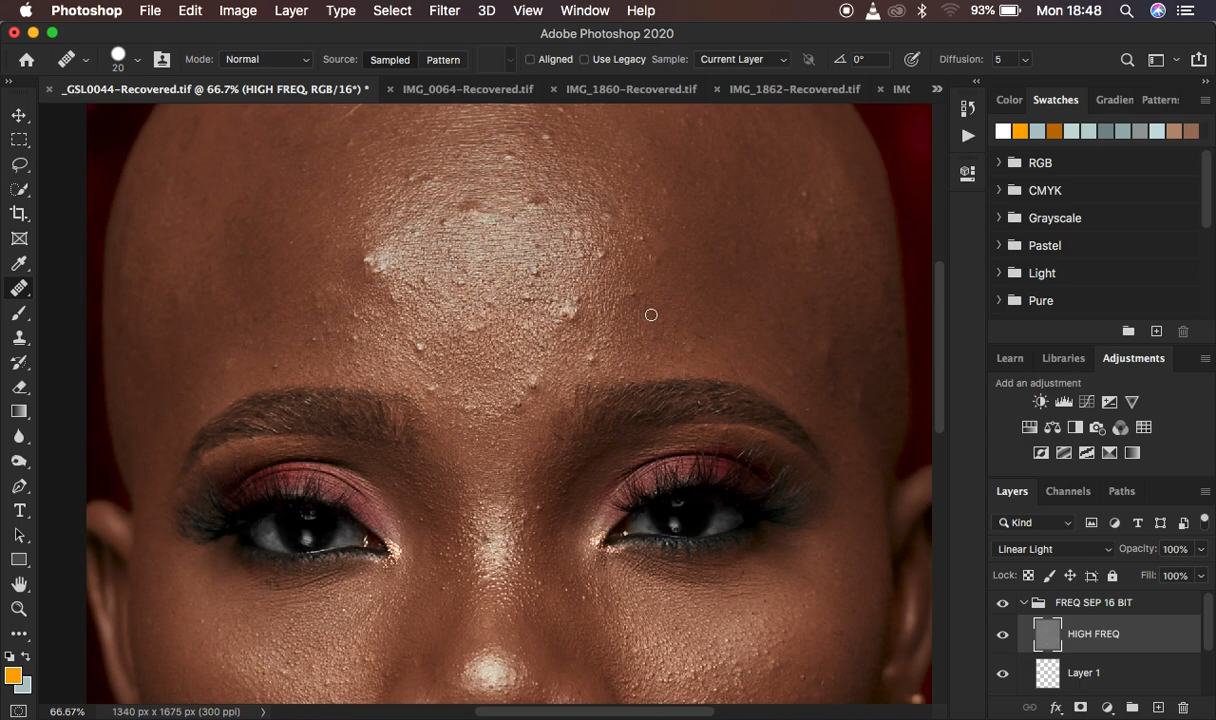 Photoshop File Edit Image Layer Type Select Filter 3D View Window Help 93% Mon 18:48
Adobe Photoshop 2020
20 Mode: Normal Source: Sampled Pattern Aligned Use Legacy Sample: Current Layer 0° Diffusion: 5
_GSL0044-Recovered.tif @ 66.7% (HIGH FREQ, RGB/16*) * IMG_0064-Recovered.tif IMG_1860-Recovered.tif IMG_1862-Recovered.tif IMG
Color Swatches Gradien Pattern:
RGB
CMYK
Grayscale
Pastel
Light
Pure
Learn Libraries Adjustments
Add an adjustment
Layers Channels Paths
Kind
Linear Light Opacity: 100%
Lock: Fill: 100%
FREQ SEP 16 BIT
HIGH FREQ
Layer 1
66.67% 1340 px x 1675 px (300 ppi)